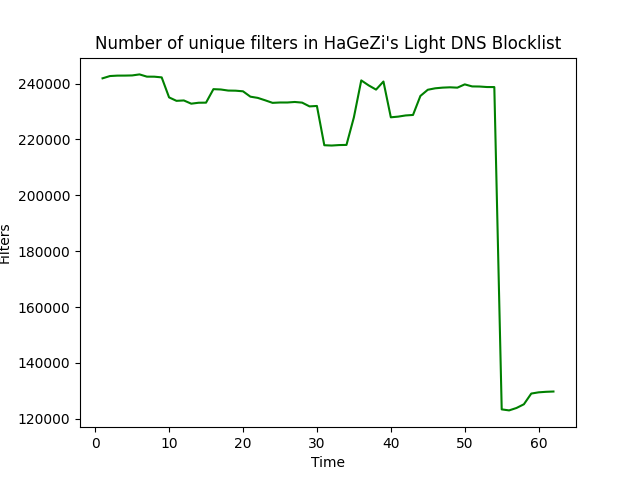 Number of unique filters in HaGeZi's Light DNS Blocklist
240000
220000
200000
180000
160000
140000
120000
Filters
0 10 20 30 40 50 60
Time